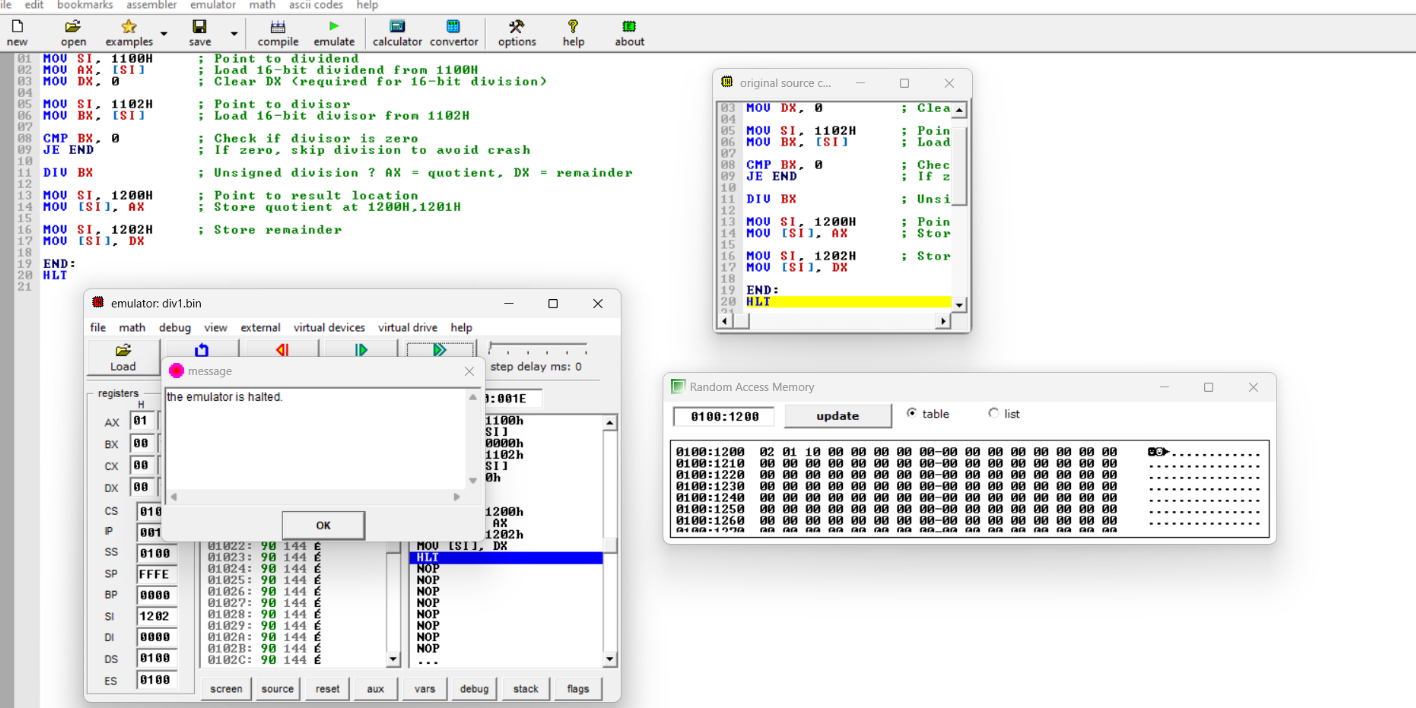 ile edit bookmarks assembler emulator math ascii codes help
new open examples save compile emulate calculator convertor options help about
01 MOV SI, 1100H ; Point to dividend
02 MOV AX, [SI] ; Load 16-bit dividend from 1100H
03 MOV DX, 0 ; Clear DX (required for 16-bit division)
04
05 MOV SI, 1102H ; Point to divisor
06 MOV BX, [SI] ; Load 16-bit divisor from 1102H
07
08 CMP BX, 0 ; Check if divisor is zero
09 JE END ; If zero, skip division to avoid crash
10
11 DIV BX ; Unsigned division ? AX = quotient, DX = remainder
12
13 MOV SI, 1200H ; Point to result location
14 MOV [SI], AX ; Store quotient at 1200H,1201H
15
16 MOV SI, 1202H ; Store remainder
17 MOV [SI], DX
18
19 END:
20 HLT
21
original source c...
03 MOV DX, 0 ; Clea
04
05 MOV SI, 1102H ; Poin
06 MOV BX, [SI] ; Load
07
08 CMP BX, 0 ; Chec
09 JE END ; If z
10
11 DIV BX ; Unsi
12
13 MOV SI, 1200H ; Poin
14 MOV [SI], AX ; Stor
15
16 MOV SI, 1202H ; Stor
17 MOV [SI], DX
18
19 END:
20 HLT
emulator: div1.bin
file math debug view external virtual devices virtual drive help
Load step delay ms: 0
registers
H
AX 01
BX 00
CX 00
DX 00
CS 010
IP 001
SS 0100
SP FFFE
BP 0000
SI 1202
DI 0000
DS 0100
ES 0100
message
the emulator is halted.
OK
0:001E
1100h
SI]
0000h
1102h
SI]
0h
1200h
AX
1202h
01022: 90 144 É
01023: 90 144 É
01024: 90 144 É
01025: 90 144 É
01026: 90 144 É
01027: 90 144 É
01028: 90 144 É
01029: 90 144 É
0102A: 90 144 É
0102B: 90 144 É
0102C: 90 144 É
MOV [SI], DX
HLT
NOP
NOP
NOP
NOP
NOP
NOP
NOP
NOP
...
screen source reset aux vars debug stack flags
Random Access Memory
0100:1200 update table list
0100:1200 02 01 10 00 00 00 00 00-00 00 00 00 00 00 00 00 ☻☺►.............
0100:1210 00 00 00 00 00 00 00 00-00 00 00 00 00 00 00 00 ................
0100:1220 00 00 00 00 00 00 00 00-00 00 00 00 00 00 00 00 ................
0100:1230 00 00 00 00 00 00 00 00-00 00 00 00 00 00 00 00 ................
0100:1240 00 00 00 00 00 00 00 00-00 00 00 00 00 00 00 00 ................
0100:1250 00 00 00 00 00 00 00 00-00 00 00 00 00 00 00 00 ................
0100:1260 00 00 00 00 00 00 00 00-00 00 00 00 00 00 00 00 ................